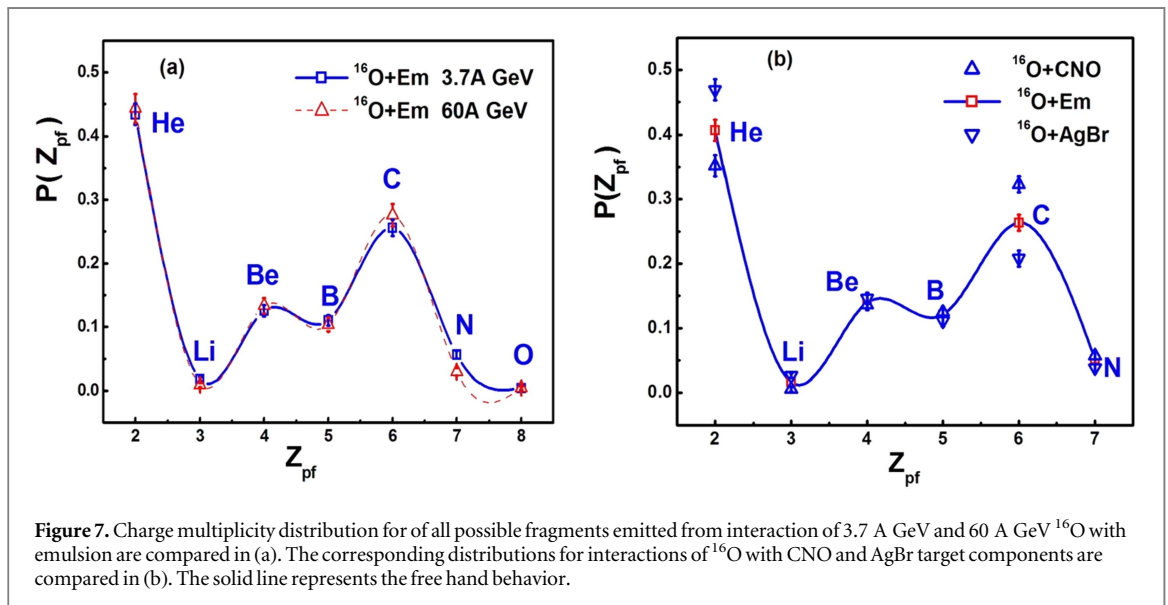 (a)
¹⁶O+Em 3.7A GeV
¹⁶O+Em 60A GeV
He
Li
Be
B
C
N
O
P( Z_pf )
0.5
0.4
0.3
0.2
0.1
0.0
2 3 4 5 6 7 8
Z_pf
(b)
¹⁶O+CNO
¹⁶O+Em
¹⁶O+AgBr
He
Li
Be
B
C
N
P(Z_pf)
0.5
0.4
0.3
0.2
0.1
0.0
2 3 4 5 6 7
Z_pf
Figure 7. Charge multiplicity distribution for of all possible fragments emitted from interaction of 3.7 A GeV and 60 A GeV ¹⁶O with
emulsion are compared in (a). The corresponding distributions for interactions of ¹⁶O with CNO and AgBr target components are
compared in (b). The solid line represents the free hand behavior.